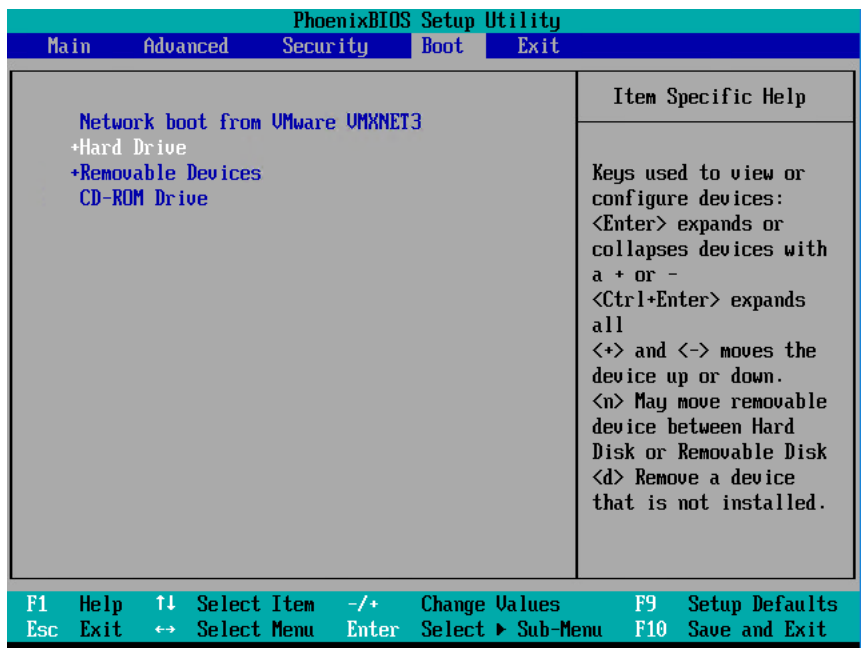 PhoenixBIOS Setup Utility
Main Advanced Security Boot Exit
Network boot from VMware VMXNET3
+Hard Drive
+Removable Devices
CD-ROM Drive
Item Specific Help
Keys used to view or
configure devices:
<Enter> expands or
collapses devices with
a + or -
<Ctrl+Enter> expands
all
<+> and <-> moves the
device up or down.
<n> May move removable
device between Hard
Disk or Removable Disk
<d> Remove a device
that is not installed.
F1 Help ↑↓ Select Item -/+ Change Values F9 Setup Defaults
Esc Exit ↔ Select Menu Enter Select ▶ Sub-Menu F10 Save and Exit